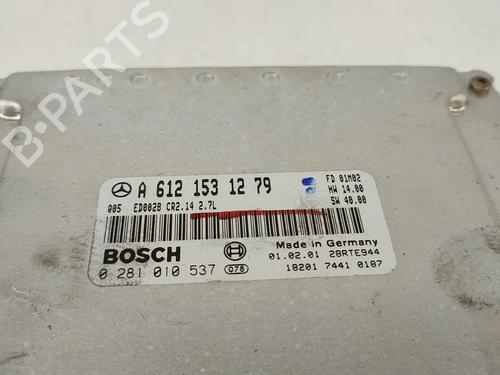 B-PARTS
A 612 153 12 79
FD 01M02
HW 14.00
SW 40.00
Q05 ED0028 CR2.14 2.7L
BOSCH
0 281 010 537
078
Made in Germany
01.02.01 28RTE944
18201 7441 0187